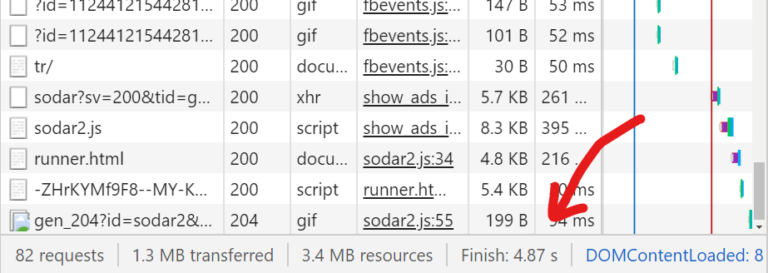 ?id=11244121544281... 200 gif fbevents.js:... 147 B 53 ms
?id=11244121544281... 200 gif fbevents.js:... 101 B 52 ms
tr/ 200 docu... fbevents.js:... 30 B 50 ms
sodar?sv=200&tid=g... 200 xhr show_ads_i... 5.7 KB 261 ...
sodar2.js 200 script show_ads_i... 8.3 KB 395 ...
runner.html 200 docu... sodar2.js:34 4.8 KB 216 ...
-ZHrKYMf9F8--MY-K... 200 script runner.ht... 5.4 KB ms
gen_204?id=sodar2&... 204 gif sodar2.js:55 199 B 94 ms
82 requests 1.3 MB transferred 3.4 MB resources Finish: 4.87 s DOMContentLoaded: 8